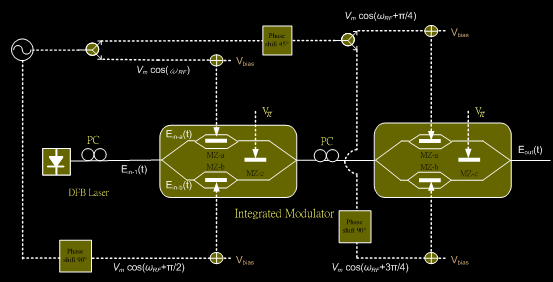 V_m cos(ω_RF+π/4)
Phase
shift 45°
V_bias
V_m cos(ω_RF)
V_bias
V_π
V_π
PC
E_in-a(t)
PC
MZ-a
MZ-b
MZ-c
MZ-a
MZ-b
MZ-c
E_out(t)
E_in-1(t)
E_in-b(t)
DFB Laser
Integrated Modulator
Phase
shift 90°
Phase
shift 90°
V_bias
V_bias
V_m cos(ω_RF+π/2)
V_m cos(ω_RF+3π/4)